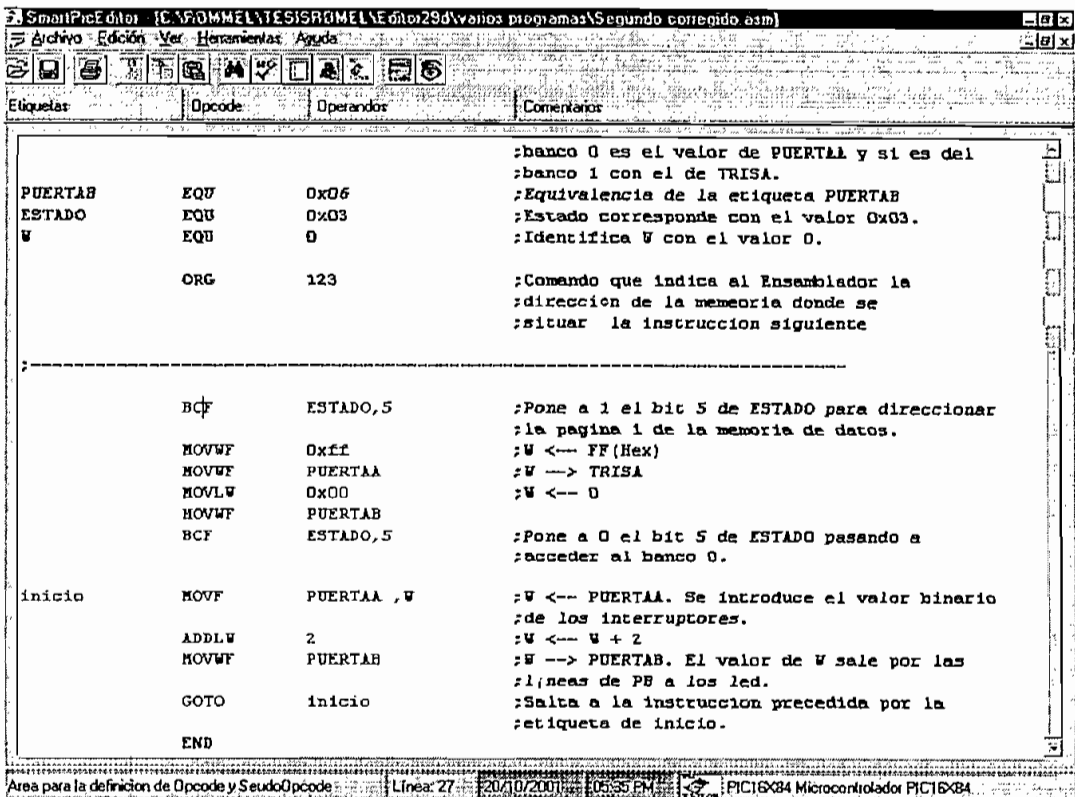 SmartPicEditor - [C:\ROMMEL\TESISROMEL\Editor29d\varios programas\Segundo corregido.asm]
Archivo Edición Ver Herramientas Ayuda
Etiquetas Opcode Operandos Comentarios
;banco 0 es el valor de PUERTAA y si es del
;banco 1 con el de TRISA.
PUERTAB EQU 0x06 ;Equivalencia de la etiqueta PUERTAB
ESTADO EQU 0x03 ;Estado corresponde con el valor 0x03.
W EQU 0 ;Identifica W con el valor 0.
ORG 123 ;Comando que indica al Ensamblador la
;dirección de la memeoria donde se
;situar la instruccion siguiente
;------------------------------------------------------------
BCF ESTADO,5 ;Pone a 1 el bit 5 de ESTADO para direccionar
;la pagina 1 de la memoria de datos.
MOVWF 0xff ;W <-- FF(Hex)
MOVWF PUERTAA ;W --> TRISA
MOVLW 0x00 ;W <-- 0
MOVWF PUERTAB
BCF ESTADO,5 ;Pone a 0 el bit 5 de ESTADO pasando a
;acceder al banco 0.
inicio MOVF PUERTAA ,W ;W <-- PUERTAA. Se introduce el valor binario
;de los interruptores.
ADDLW 2 ;W <-- W + 2
MOVWF PUERTAB ;W --> PUERTAB. El valor de W sale por las
;l¡neas de PB a los led.
GOTO inicio ;Salta a la instruccion precedida por la
;etiqueta de inicio.
END
Area para la definicion de Opcode y SeudoOpcode Línea: 27 20/10/2001 05:35 PM PIC16X84 Microcontrolador PIC16X84